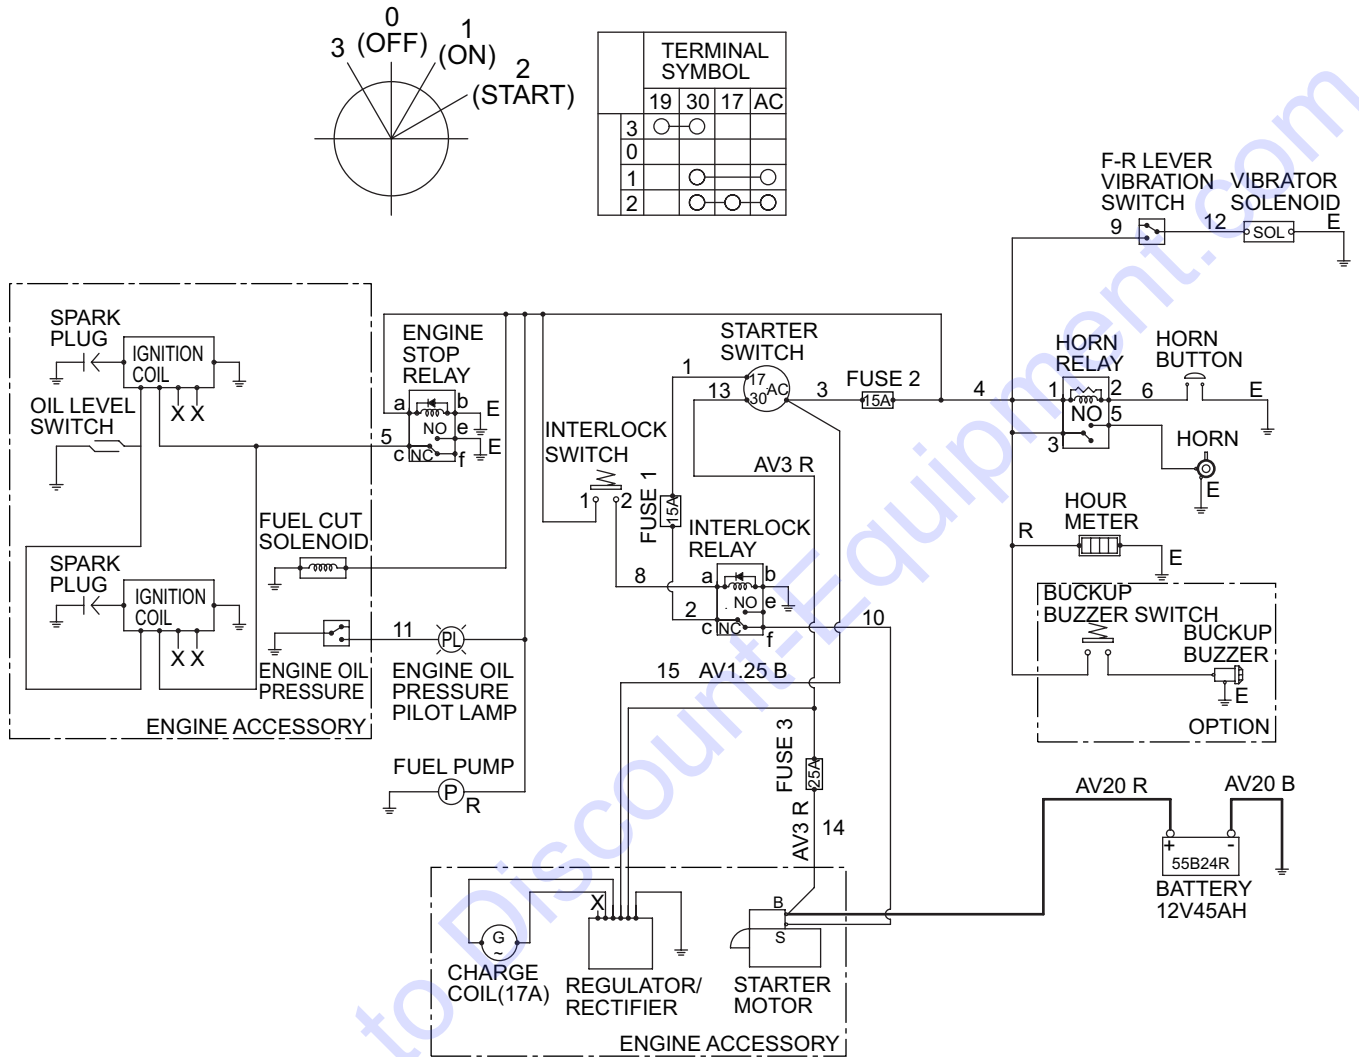 0
(OFF)
1
(ON)
2
(START)
3
TERMINAL
SYMBOL
19 30 17 AC
3
0
1
2
F-R LEVER
VIBRATION
SWITCH
VIBRATOR
SOLENOID
9
12
SOL
E
SPARK
PLUG
IGNITION
COIL
X X
OIL LEVEL
SWITCH
ENGINE
STOP
RELAY
a
b
E
NO
e
E
5
c
NC
f
STARTER
SWITCH
1
17
13
30
AC
3
FUSE 2
15A
4
HORN
RELAY
1
2
6
NO
5
3
HORN
BUTTON
E
HORN
E
INTERLOCK
SWITCH
1
2
FUSE 1
15A
AV3 R
INTERLOCK
RELAY
8
a
b
NO
e
2
c
NC
f
10
HOUR
METER
R
E
FUEL CUT
SOLENOID
SPARK
PLUG
IGNITION
COIL
X X
11
PL
ENGINE OIL
PRESSURE
ENGINE OIL
PRESSURE
PILOT LAMP
ENGINE ACCESSORY
15 AV1.25 B
BUCKUP
BUZZER SWITCH
BUCKUP
BUZZER
E
OPTION
FUEL PUMP
P
R
FUSE 3
25A
AV3 R
14
AV20 R
AV20 B
+
-
55B24R
BATTERY
12V45AH
X
G
~
CHARGE
COIL(17A)
REGULATOR/
RECTIFIER
B
S
STARTER
MOTOR
ENGINE ACCESSORY
to Discount-Equipment.com